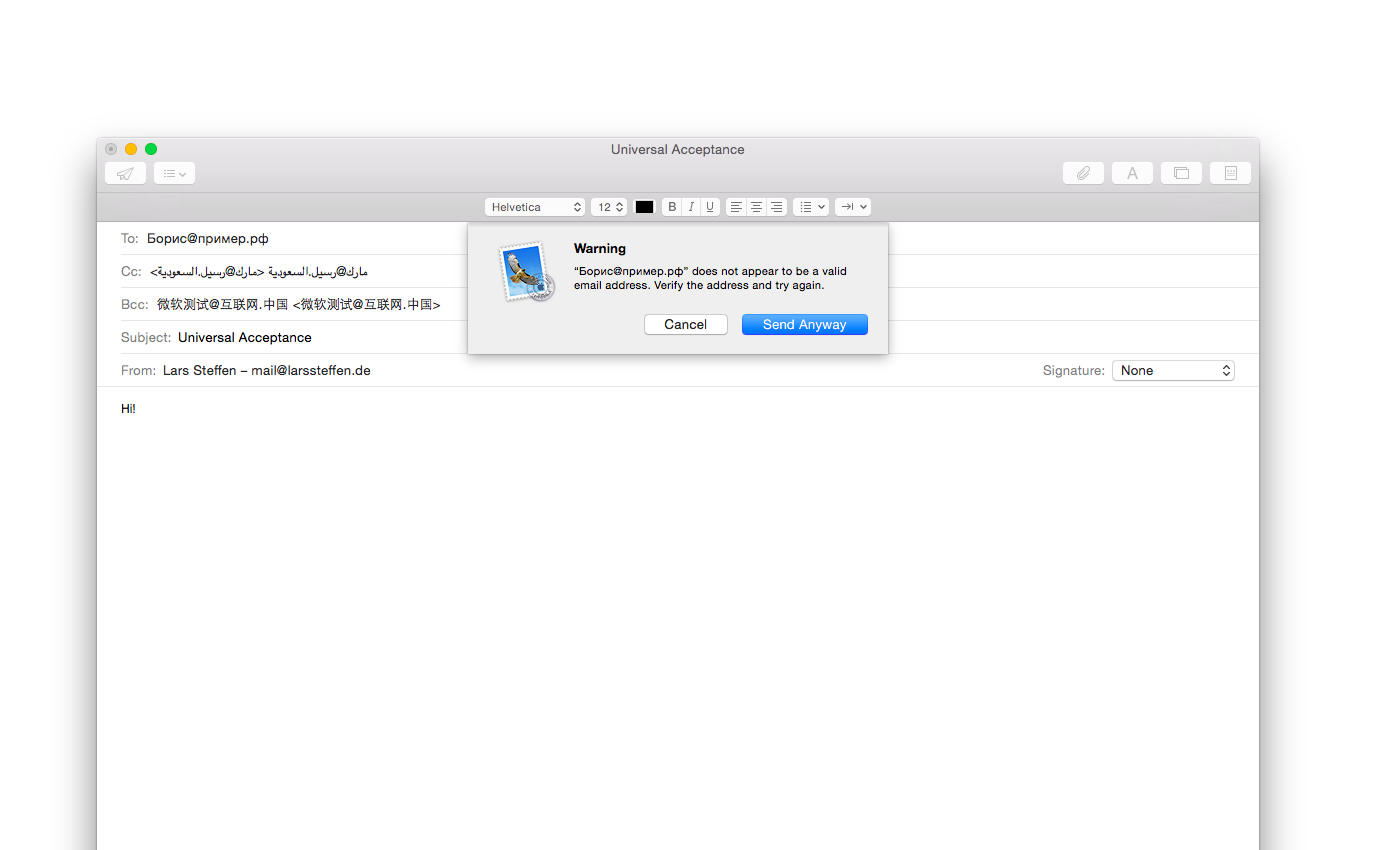 Universal Acceptance
A
Helvetica 12 B I U
To: Борис@пример.рф
Cc: مارك@رسيل.السعودية <مارك@رسيل.السعودية>
Bcc: 微软测试@互联网.中国 <微软测试@互联网.中国>
Subject: Universal Acceptance
From: Lars Steffen – mail@larssteffen.de
Signature: None
Hi!
Warning
“Борис@пример.рф” does not appear to be a valid
email address. Verify the address and try again.
Cancel Send Anyway